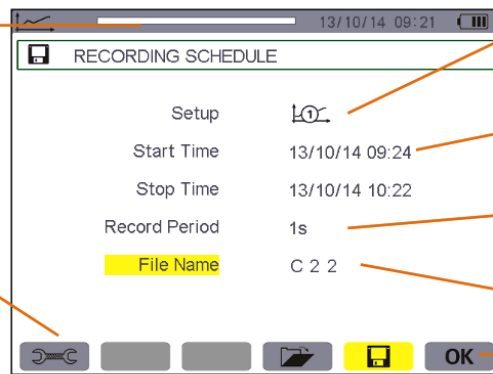 13/10/14 09:21
RECORDING SCHEDULE
Setup 1
Start Time 13/10/14 09:24
Stop Time 13/10/14 10:22
Record Period 1s
File Name C 2 2
OK